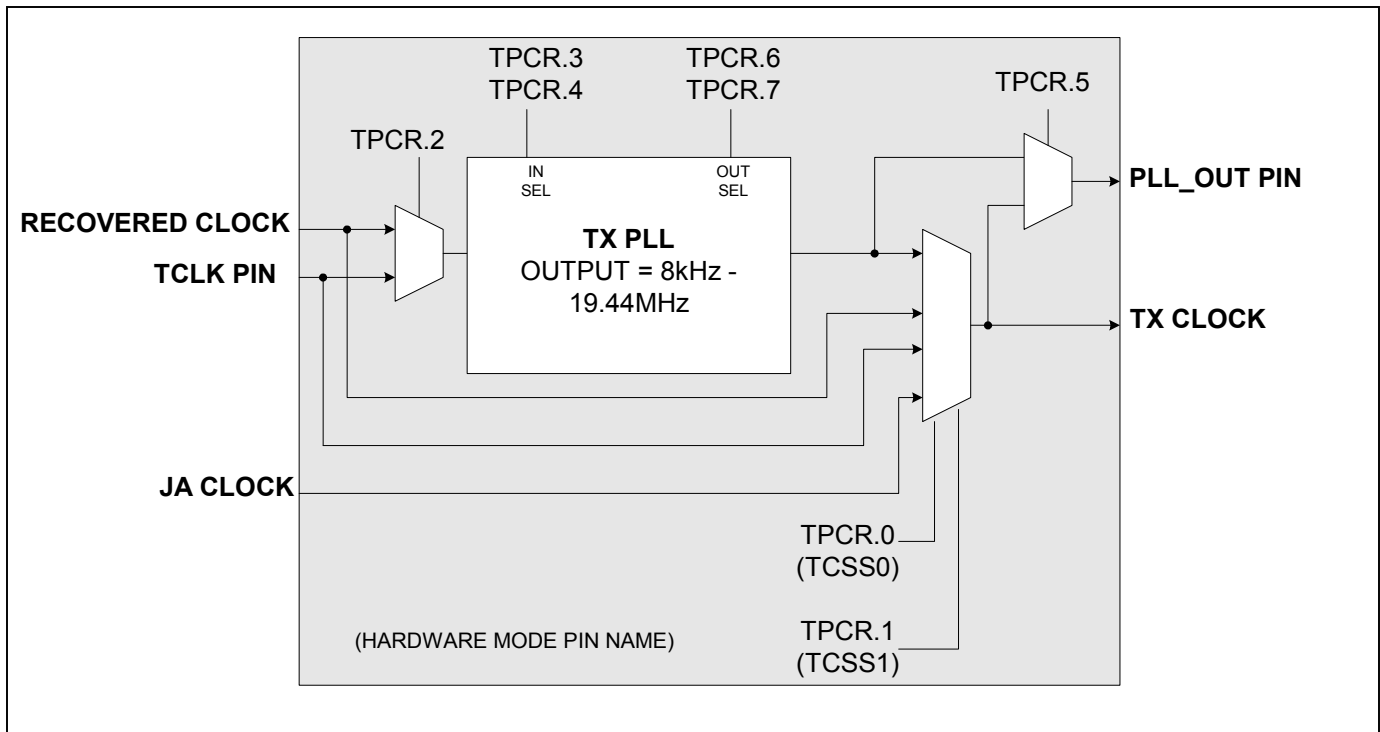 TPCR.3
TPCR.4
TPCR.6
TPCR.7
TPCR.5
TPCR.2
IN
SEL
OUT
SEL
PLL_OUT PIN
RECOVERED CLOCK
TX PLL
OUTPUT = 8kHz -
19.44MHz
TCLK PIN
TX CLOCK
JA CLOCK
TPCR.0
(TCSS0)
TPCR.1
(TCSS1)
(HARDWARE MODE PIN NAME)